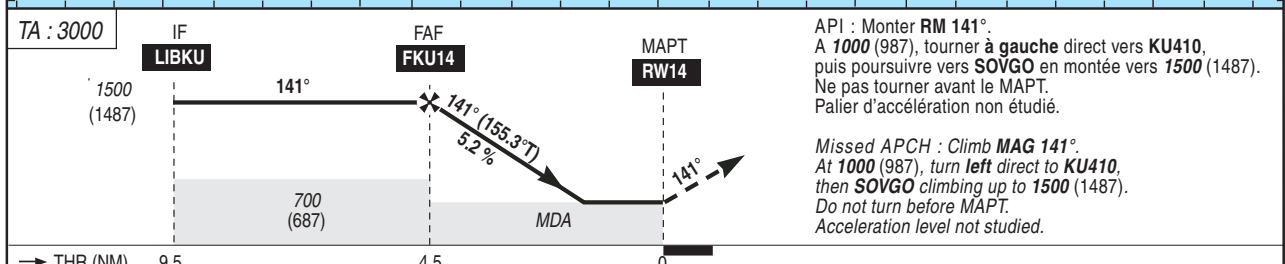 TA : 3000
IF
LIBKU
FAF
FKU14
MAPT
RW14
1500
(1487)
141°
141° (155.3°T)
5.2 %
141°
700
(687)
MDA
THR (NM) 9.5 4.5 0
API : Monter RM 141°.
A 1000 (987), tourner à gauche direct vers KU410,
puis poursuivre vers SOVGO en montée vers 1500 (1487).
Ne pas tourner avant le MAPT.
Palier d'accélération non étudié.
Missed APCH : Climb MAG 141°.
At 1000 (987), turn left direct to KU410,
then SOVGO climbing up to 1500 (1487).
Do not turn before MAPT.
Acceleration level not studied.